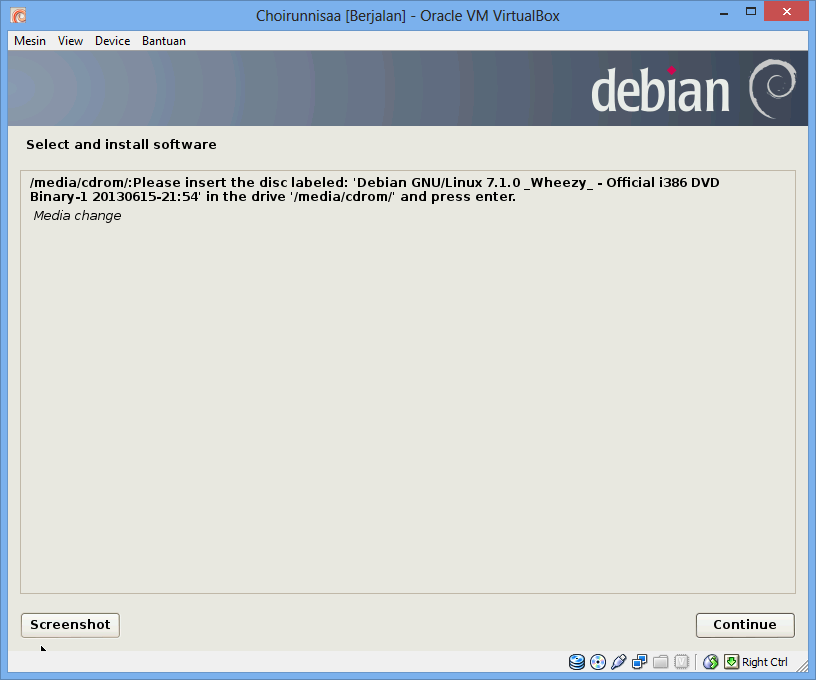 Choirunnisaa [Berjalan] - Oracle VM VirtualBox
Mesin View Device Bantuan
debian
Select and install software
/media/cdrom/:Please insert the disc labeled: 'Debian GNU/Linux 7.1.0 _Wheezy_ - Official i386 DVD
Binary-1 20130615-21:54' in the drive '/media/cdrom/' and press enter.
Media change
Screenshot Continue
Right Ctrl